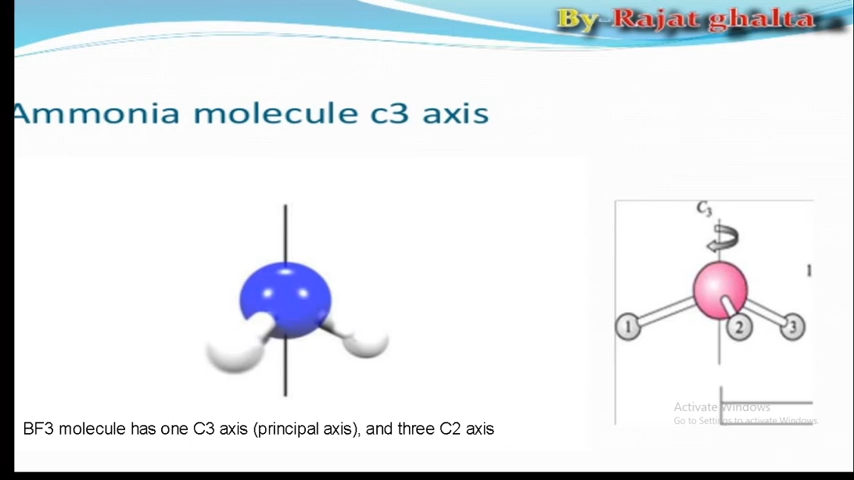 By-Rajat ghalta
Ammonia molecule c3 axis
C3
1
1
2
3
Activate Windows
Go to Settings to activate Windows.
BF3 molecule has one C3 axis (principal axis), and three C2 axis